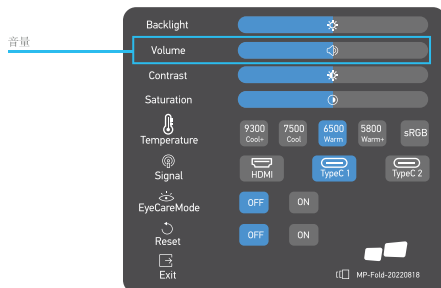 音量
Backlight
Volume
Contrast
Saturation
Temperature
9300 Cool+
7500 Cool
6500 Warm
5800 Warm+
sRGB
Signal
HDMI
TypeC 1
TypeC 2
EyeCareMode
OFF
ON
Reset
OFF
ON
Exit
MP-Fold-20220818